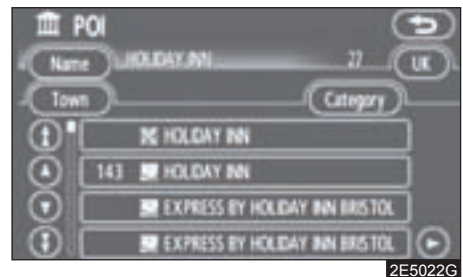 POI
Name HOLIDAY INN 27 UK
Town Category
HOLIDAY INN
143 HOLIDAY INN
EXPRESS BY HOLIDAY INN BRISTOL
EXPRESS BY HOLIDAY INN BRISTOL
2E5022G